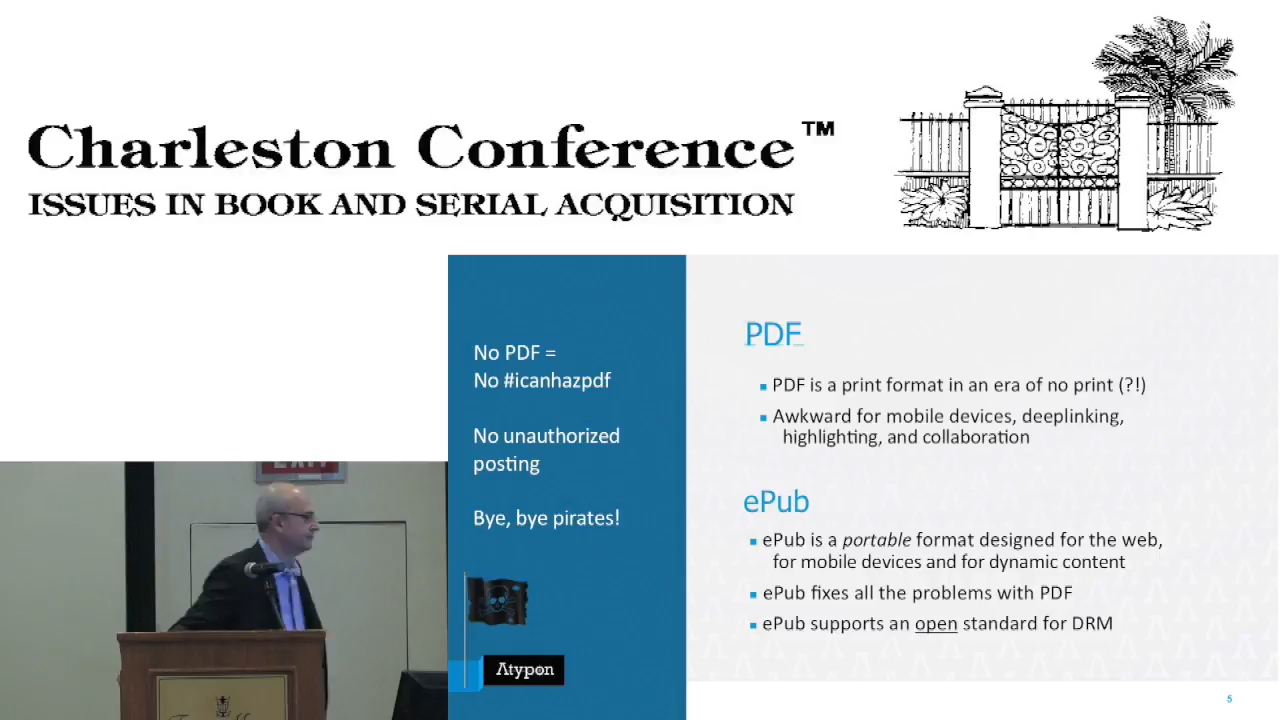 Charleston Conference™
ISSUES IN BOOK AND SERIAL ACQUISITION
No PDF =
No #icanhazpdf
No unauthorized
posting
Bye, bye pirates!
Atypon
PDF
PDF is a print format in an era of no print (?!)
Awkward for mobile devices, deeplinking,
highlighting, and collaboration
ePub
ePub is a portable format designed for the web,
for mobile devices and for dynamic content
ePub fixes all the problems with PDF
ePub supports an open standard for DRM
5
EXIT